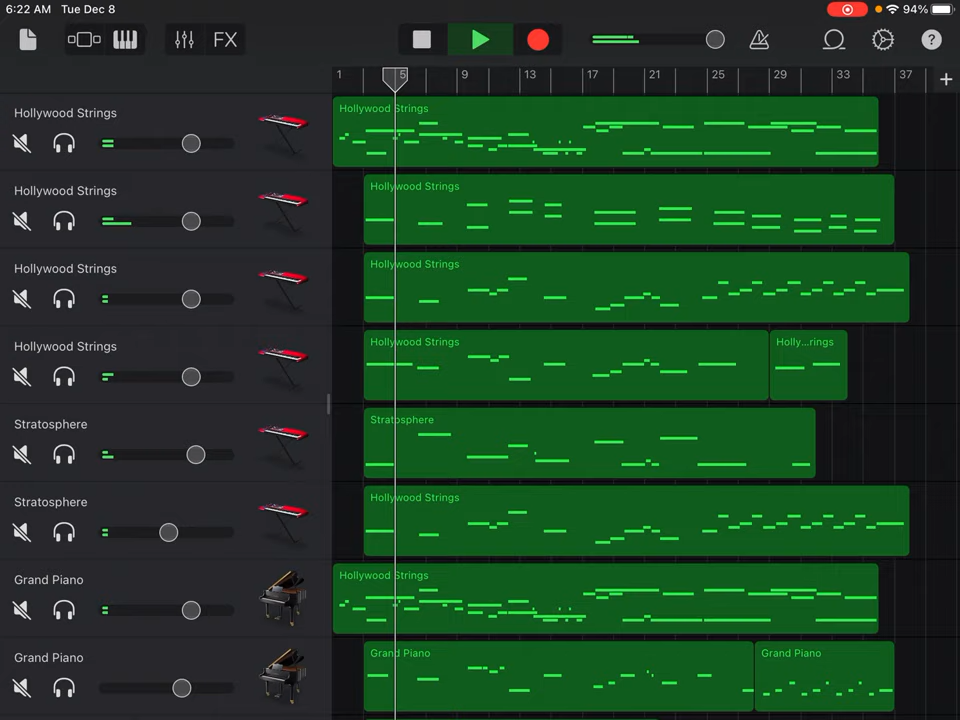 6:22 AM Tue Dec 8 94%
FX ?
1 5 9 13 17 21 25 29 33 37 +
Hollywood Strings
Hollywood Strings
Hollywood Strings
Hollywood Strings
Hollywood Strings
Hollywood Strings
Hollywood Strings
Hollywood Strings
Holly...rings
Stratosphere
Stratosphere
Stratosphere
Hollywood Strings
Grand Piano
Hollywood Strings
Grand Piano
Grand Piano
Grand Piano